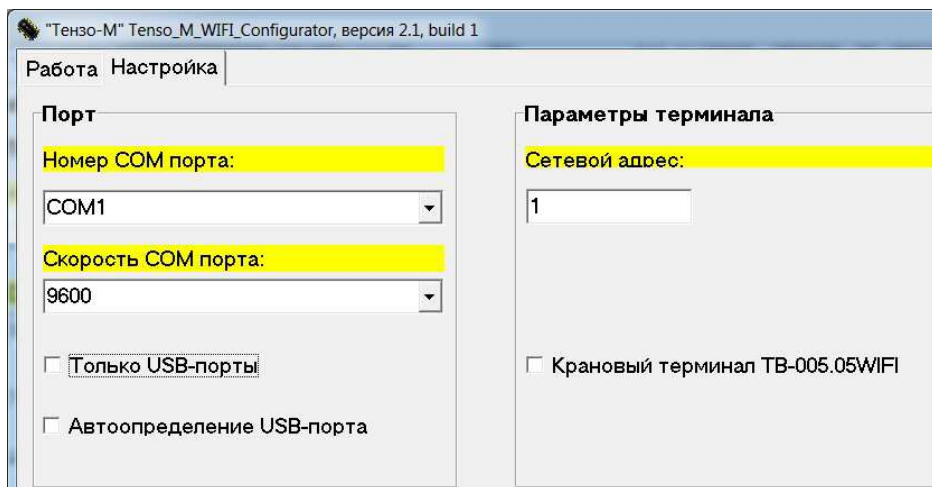 "Тензо-М" Tenso_M_WIFI_Configurator, версия 2.1, build 1
Работа Настройка
Порт
Номер COM порта:
COM1
Скорость COM порта:
9600
Только USB-порты
Автоопределение USB-порта
Параметры терминала
Сетевой адрес:
1
Крановый терминал ТВ-005.05WIFI